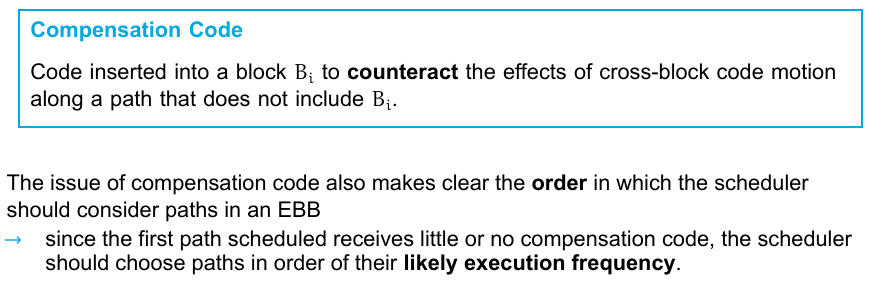 Compensation Code
Code inserted into a block Bᵢ to counteract the effects of cross-block code motion
along a path that does not include Bᵢ.
The issue of compensation code also makes clear the order in which the scheduler
should consider paths in an EBB
→ since the first path scheduled receives little or no compensation code, the scheduler
should choose paths in order of their likely execution frequency.